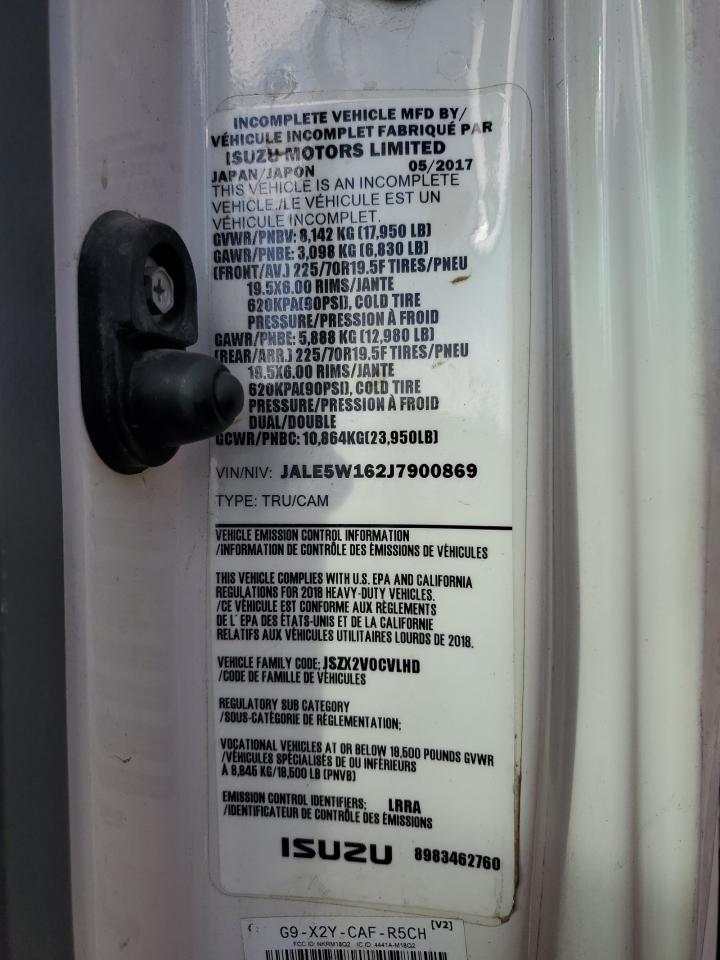 INCOMPLETE VEHICLE MFD BY/
VÉHICULE INCOMPLET FABRIQUÉ PAR
ISUZU MOTORS LIMITED
JAPAN/JAPON 05/2017
THIS VEHICLE IS AN INCOMPLETE
VEHICLE./LE VÉHICULE EST UN
VÉHICULE INCOMPLET.
GVWR/PNBV: 8,142 KG (17,950 LB)
GAWR/PNBE: 3,098 KG (6,830 LB)
(FRONT/AV.) 225/70R19.5F TIRES/PNEU
19.5X6.00 RIMS/JANTE
620KPA(90PSI), COLD TIRE
PRESSURE/PRESSION À FROID
GAWR/PNBE: 5,888 KG (12,980 LB)
(REAR/ARR.) 225/70R19.5F TIRES/PNEU
19.5X6.00 RIMS/JANTE
620KPA(90PSI), COLD TIRE
PRESSURE/PRESSION À FROID
DUAL/DOUBLE
GCWR/PNBC: 10,864KG(23,950LB)
VIN/NIV: JALE5W162J7900869
TYPE: TRU/CAM
VEHICLE EMISSION CONTROL INFORMATION
/INFORMATION DE CONTRÔLE DES ÉMISSIONS DE VÉHICULES
THIS VEHICLE COMPLIES WITH U.S. EPA AND CALIFORNIA
REGULATIONS FOR 2018 HEAVY-DUTY VEHICLES.
/CE VÉHICULE EST CONFORME AUX RÈGLEMENTS
DE L' EPA DES ÉTATS-UNIS ET DE LA CALIFORNIE
RELATIFS AUX VÉHICULES UTILITAIRES LOURDS DE 2018.
VEHICLE FAMILY CODE: JSZX2VOCVLHD
/CODE DE FAMILLE DE VÉHICULES
REGULATORY SUB CATEGORY
/SOUS-CATÉGORIE DE RÉGLEMENTATION;
VOCATIONAL VEHICLES AT OR BELOW 19,500 POUNDS GVWR
/VÉHICULES SPÉCIALISÉS DE OU INFÉRIEURS
À 8,845 KG/19,500 LB (PNVB)
EMISSION CONTROL IDENTIFIERS: LRRA
/IDENTIFICATEUR DE CONTRÔLE DES ÉMISSIONS
ISUZU 8983462760
G9-X2Y-CAF-R5CH [V2]
FCC ID: NKRM18Q2 IC ID: 4441A-M18Q2